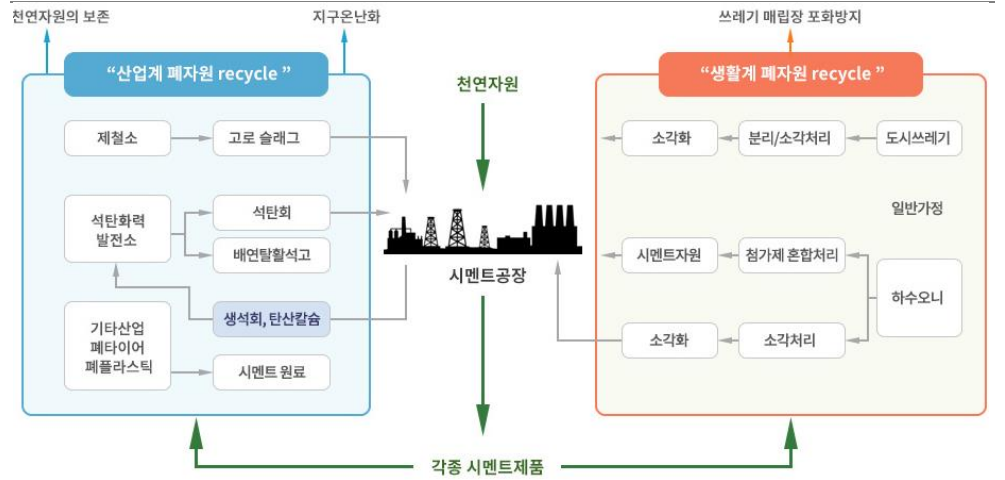 천연자원의 보존
지구온난화
쓰레기 매립장 포화방지
“산업계 폐자원 recycle ”
천연자원
“생활계 폐자원 recycle ”
제철소
고로 슬래그
소각화
분리/소각처리
도시쓰레기
석탄화력
발전소
석탄회
배연탈활석고
일반가정
시멘트공장
시멘트자원
첨가제 혼합처리
하수오니
생석회, 탄산칼슘
기타산업
폐타이어
폐플라스틱
시멘트 원료
소각화
소각처리
각종 시멘트제품